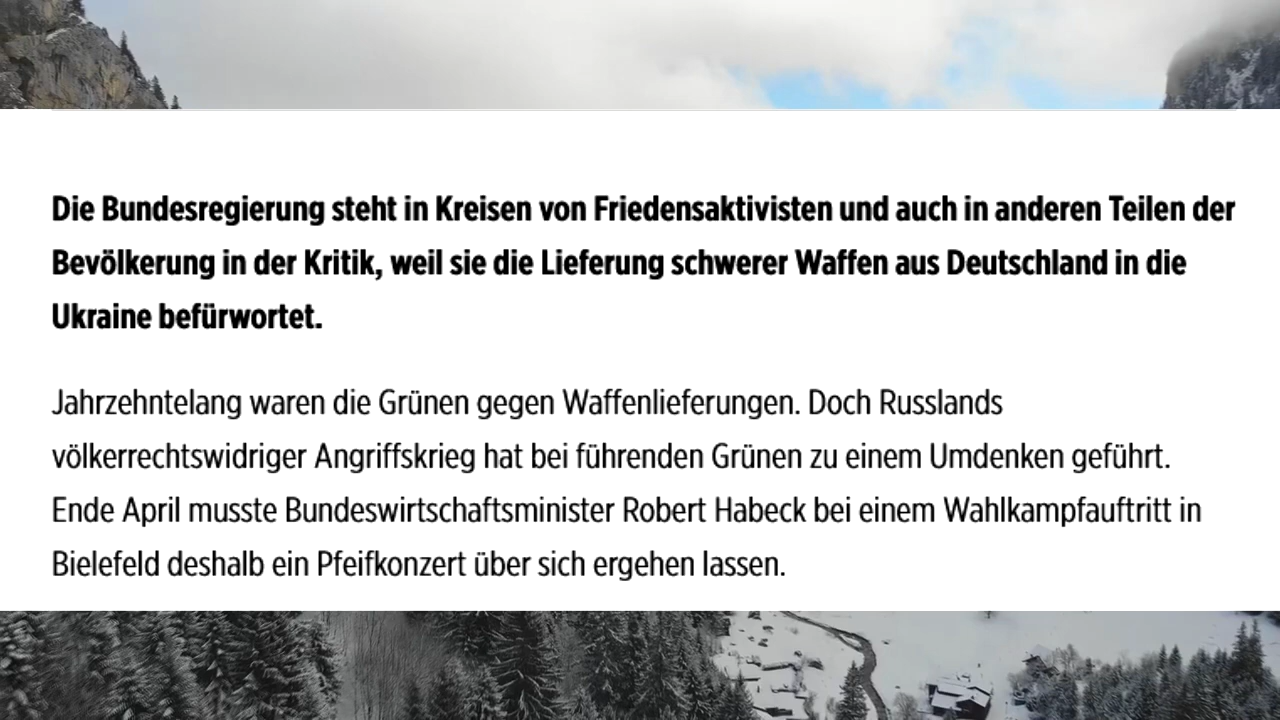 Die Bundesregierung steht in Kreisen von Friedensaktivisten und auch in anderen Teilen der
Bevölkerung in der Kritik, weil sie die Lieferung schwerer Waffen aus Deutschland in die
Ukraine befürwortet.
Jahrzehntelang waren die Grünen gegen Waffenlieferungen. Doch Russlands
völkerrechtswidriger Angriffskrieg hat bei führenden Grünen zu einem Umdenken geführt.
Ende April musste Bundeswirtschaftsminister Robert Habeck bei einem Wahlkampfauftritt in
Bielefeld deshalb ein Pfeifkonzert über sich ergehen lassen.